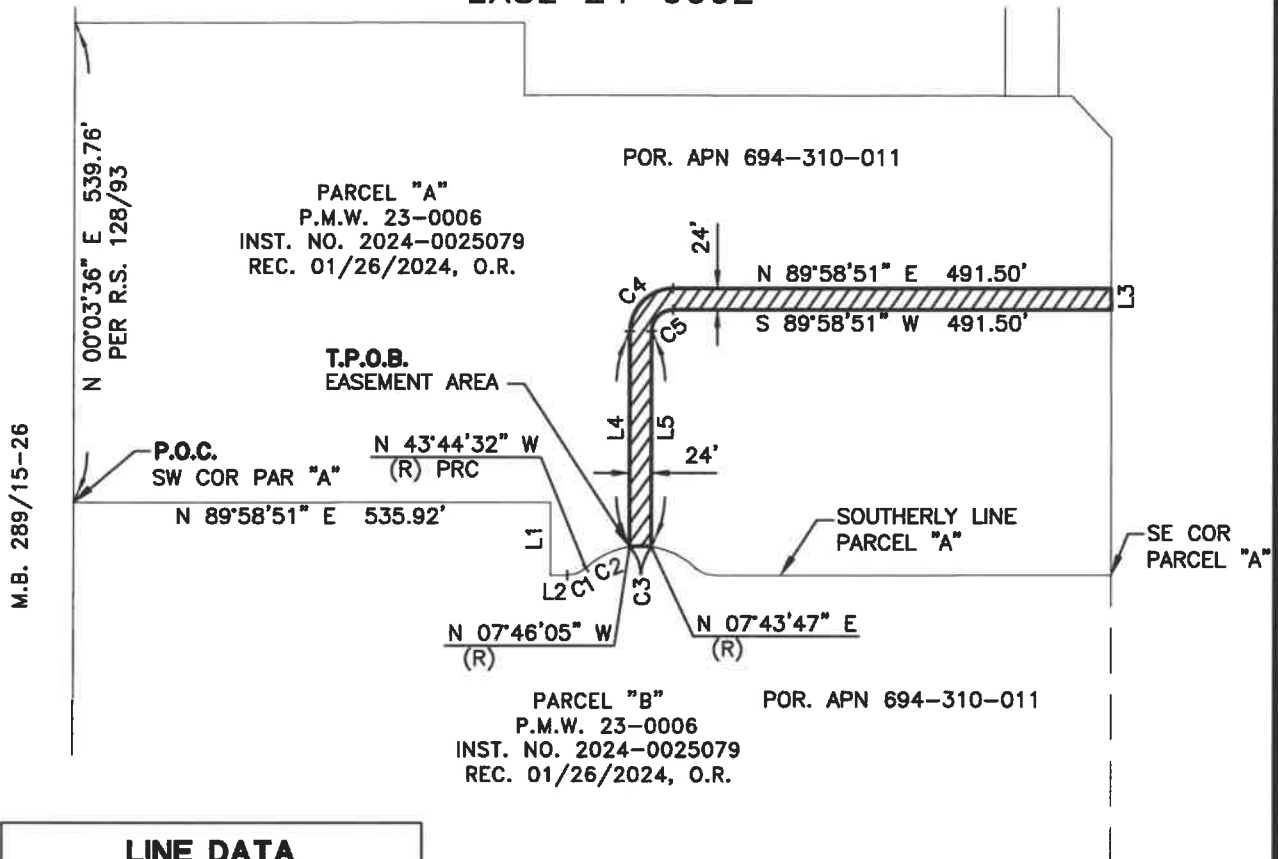 N 00°03'36" E 539.76'
PER R.S. 128/93
POR. APN 694-310-011
PARCEL "A"
P.M.W. 23-0006
INST. NO. 2024-0025079
REC. 01/26/2024, O.R.
24'
N 89°58'51" E 491.50'
S 89°58'51" W 491.50'
L3
C4
C5
T.P.O.B.
EASEMENT AREA
L4
L5
24'
N 43°44'32" W
(R) PRC
P.O.C.
SW COR PAR "A"
N 89°58'51" E 535.92'
M.B. 289/15-26
L1
L2
C1
C2
C3
SOUTHERLY LINE
PARCEL "A"
SE COR
PARCEL "A"
N 07°46'05" W
(R)
N 07°43'47" E
(R)
PARCEL "B"
P.M.W. 23-0006
INST. NO. 2024-0025079
REC. 01/26/2024, O.R.
POR. APN 694-310-011
LINE DATA